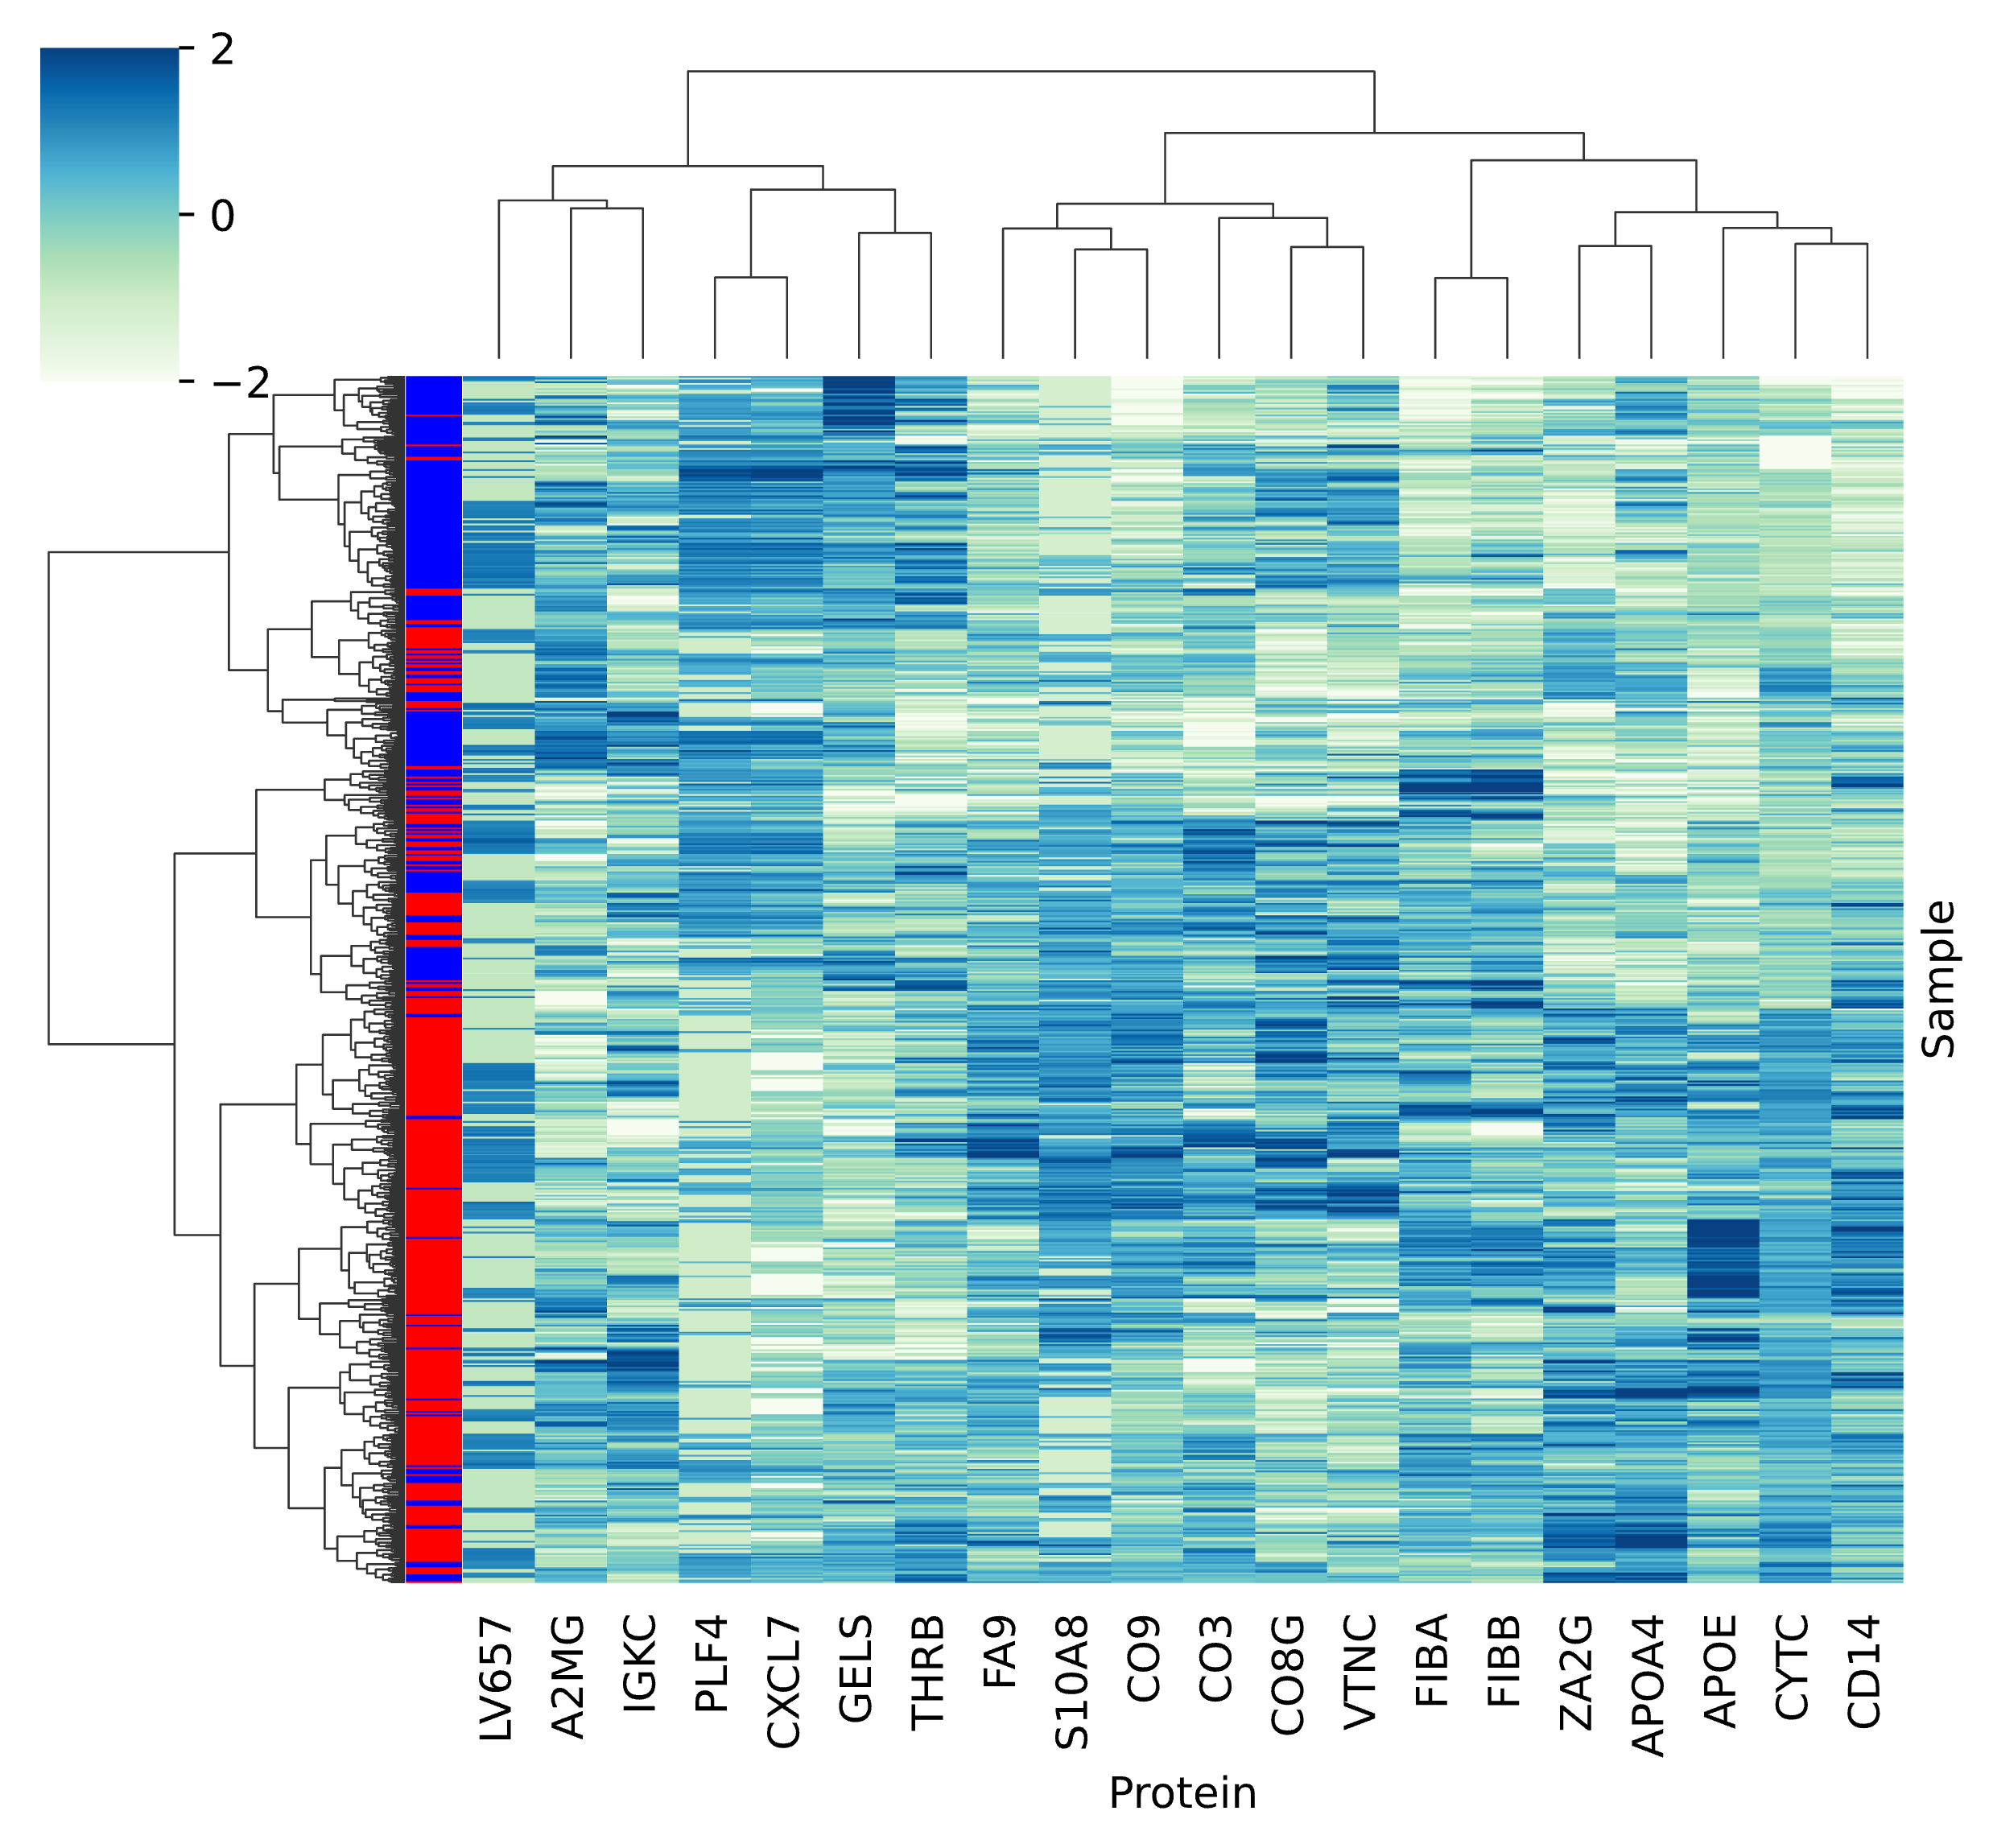 2
0
−2
Sample
LV657
A2MG
IGKC
PLF4
CXCL7
GELS
THRB
FA9
S10A8
CO9
CO3
CO8G
VTNC
FIBA
FIBB
ZA2G
APOA4
APOE
CYTC
CD14
Protein